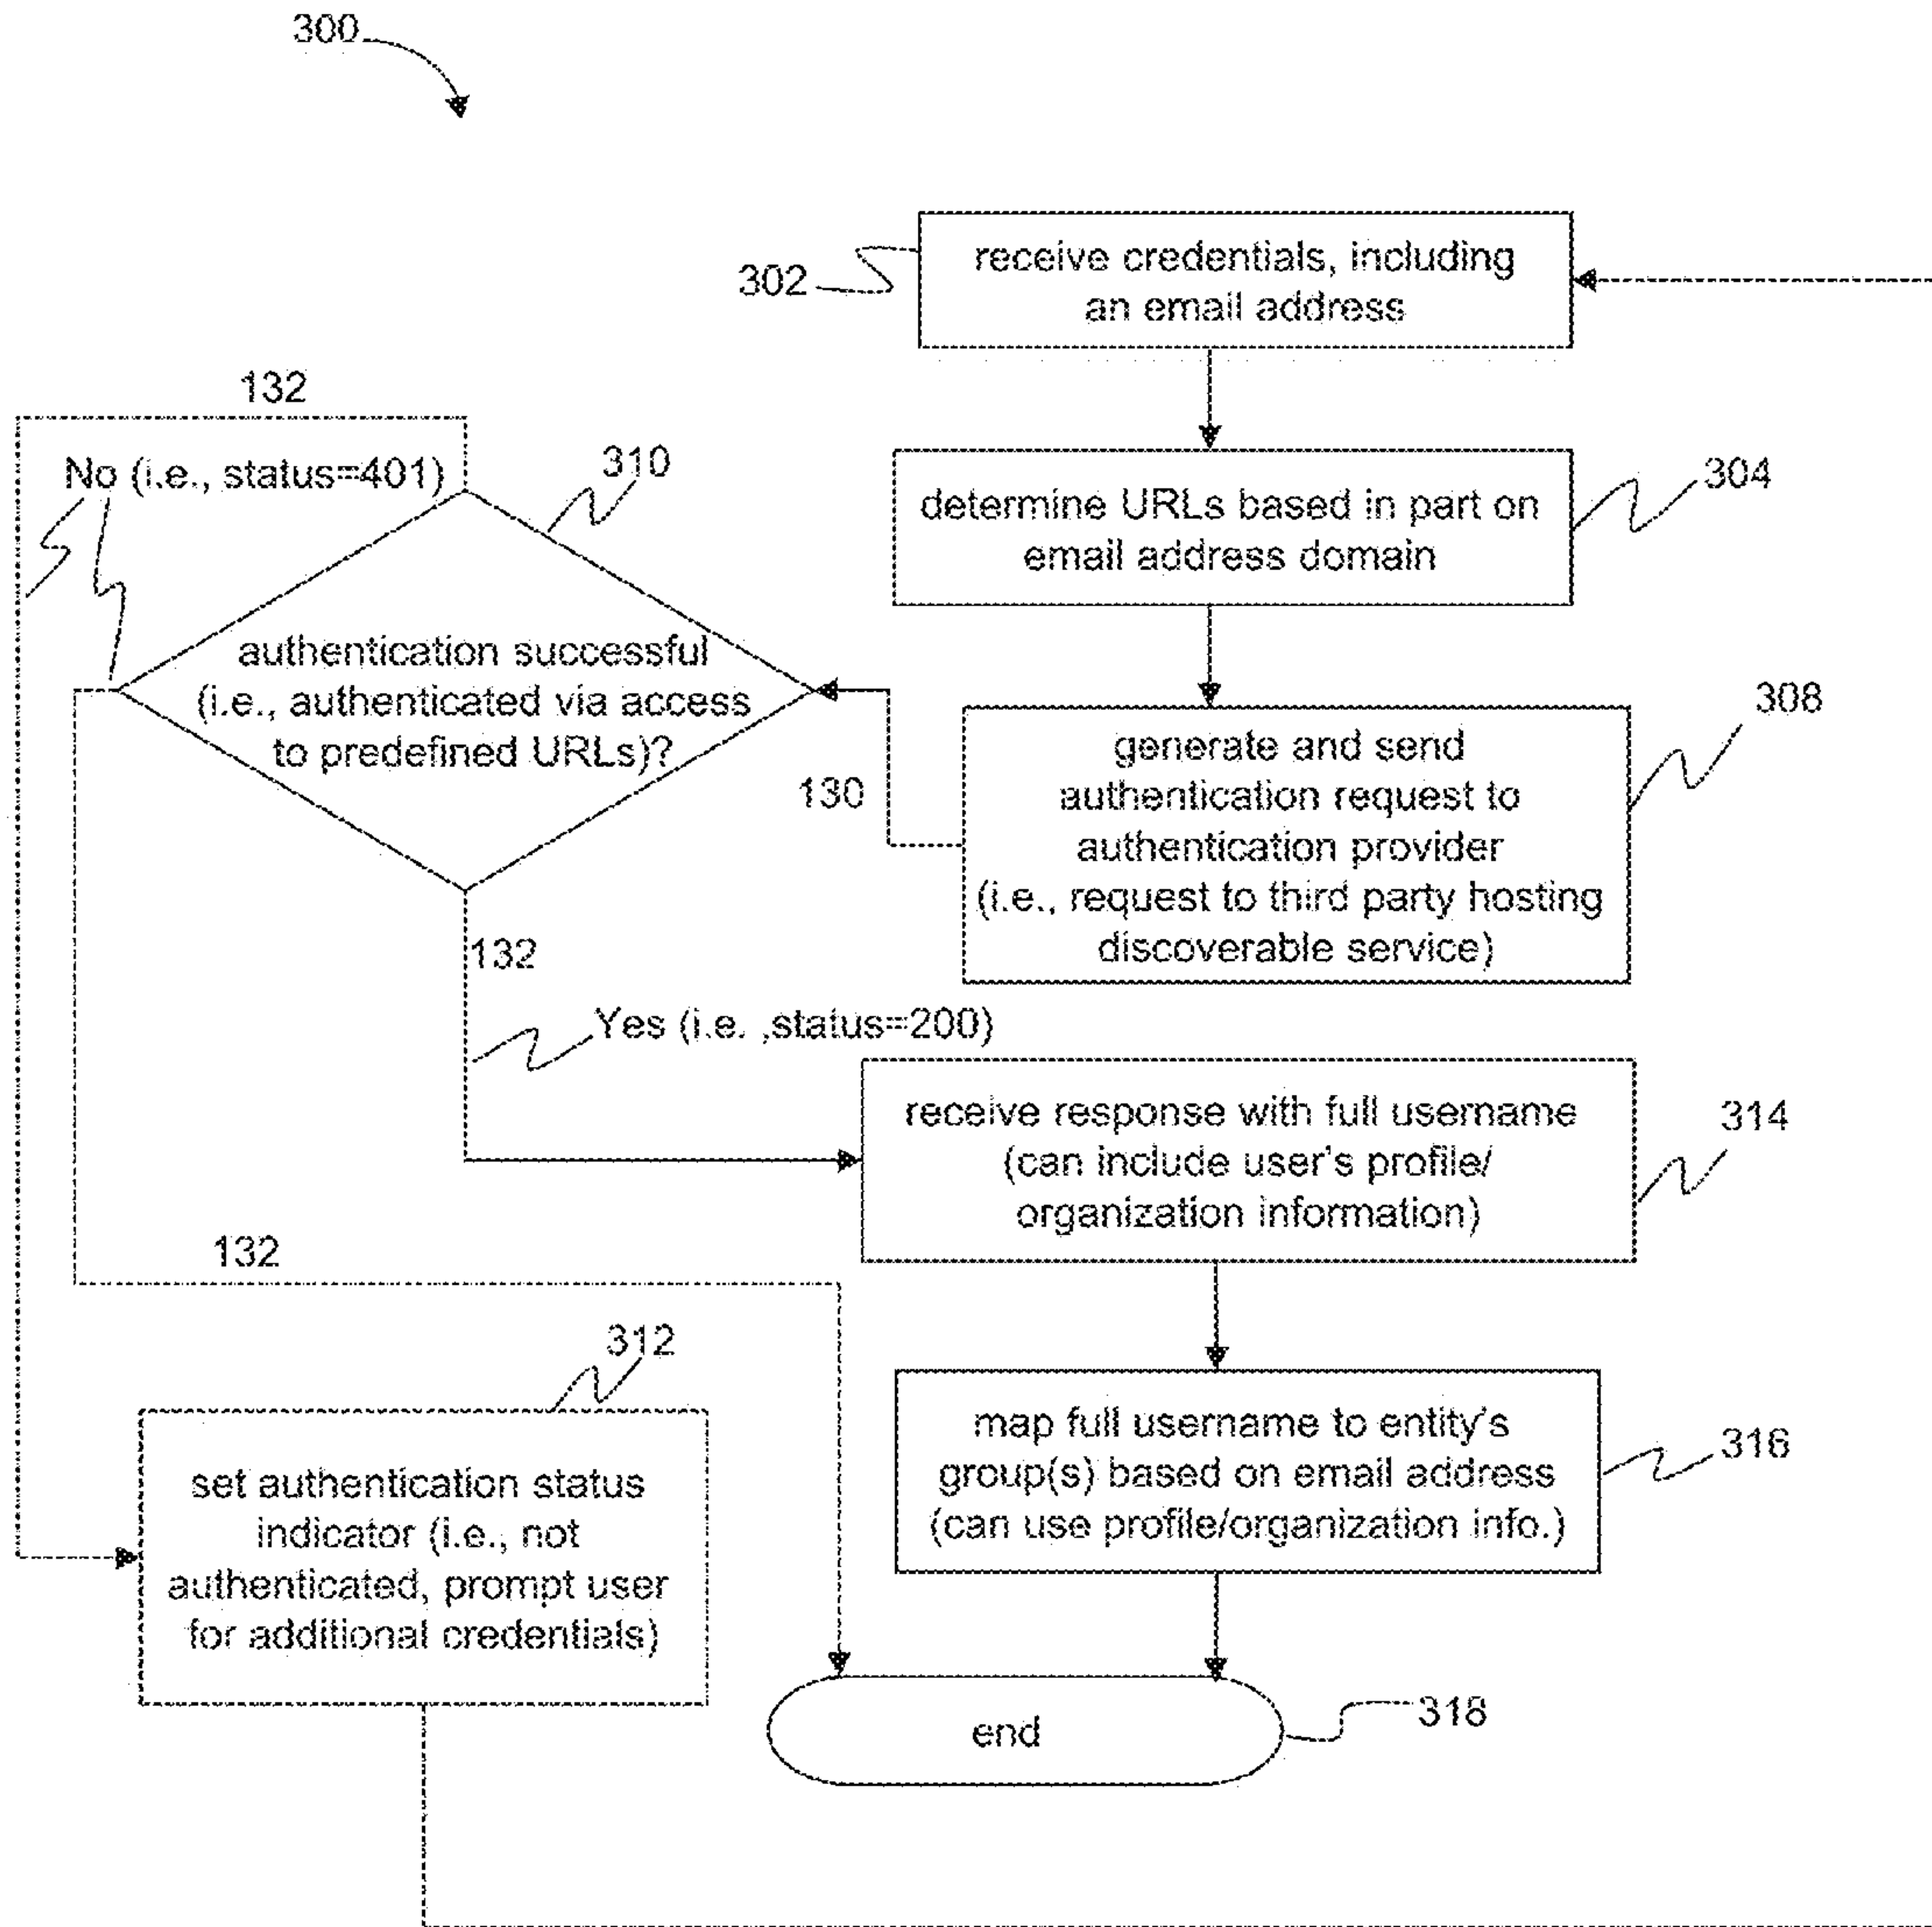 300
receive credentials, including
an email address
302
132
No (i.e., status=401)
310
determine URLs based in part on
email address domain
304
authentication successful
(i.e., authenticated via access
to predefined URLs)?
130
generate and send
authentication request to
authentication provider
(i.e., request to third party hosting
discoverable service)
308
132
Yes (i.e. ,status=200)
receive response with full username
(can include user's profile/
organization information)
314
132
312
set authentication status
indicator (i.e., not
authenticated, prompt user
for additional credentials)
map full username to entity's
group(s) based on email address
(can use profile/organization info.)
316
end
318